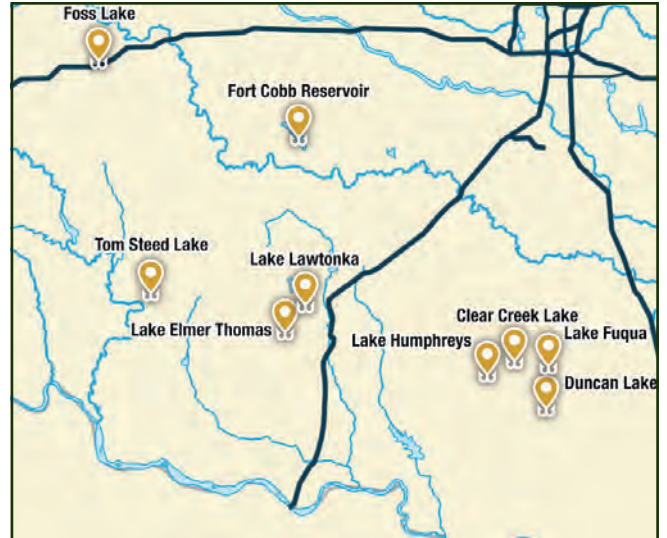 Foss Lake
Fort Cobb Reservoir
Tom Steed Lake
Lake Lawtonka
Lake Elmer Thomas
Clear Creek Lake
Lake Humphreys
Lake Fuqua
Duncan Lake